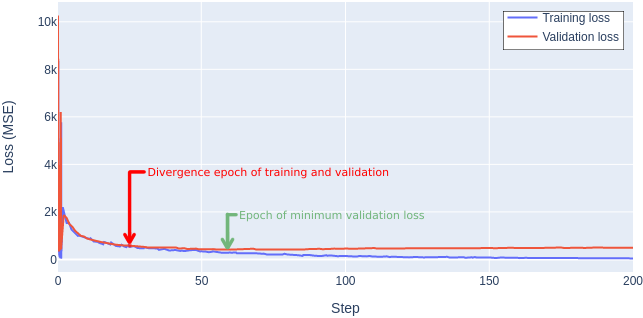 10k
8k
6k
4k
2k
0
0
50
100
150
200
Loss (MSE)
Step
Training loss
Validation loss
Divergence epoch of training and validation
Epoch of minimum validation loss